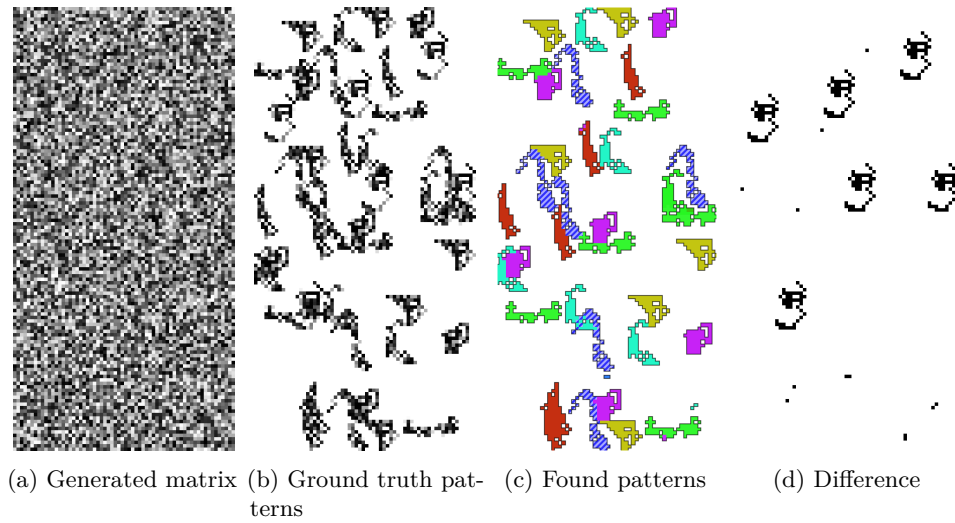 (a) Generated matrix (b) Ground truth pat- (c) Found patterns (d) Difference
terns